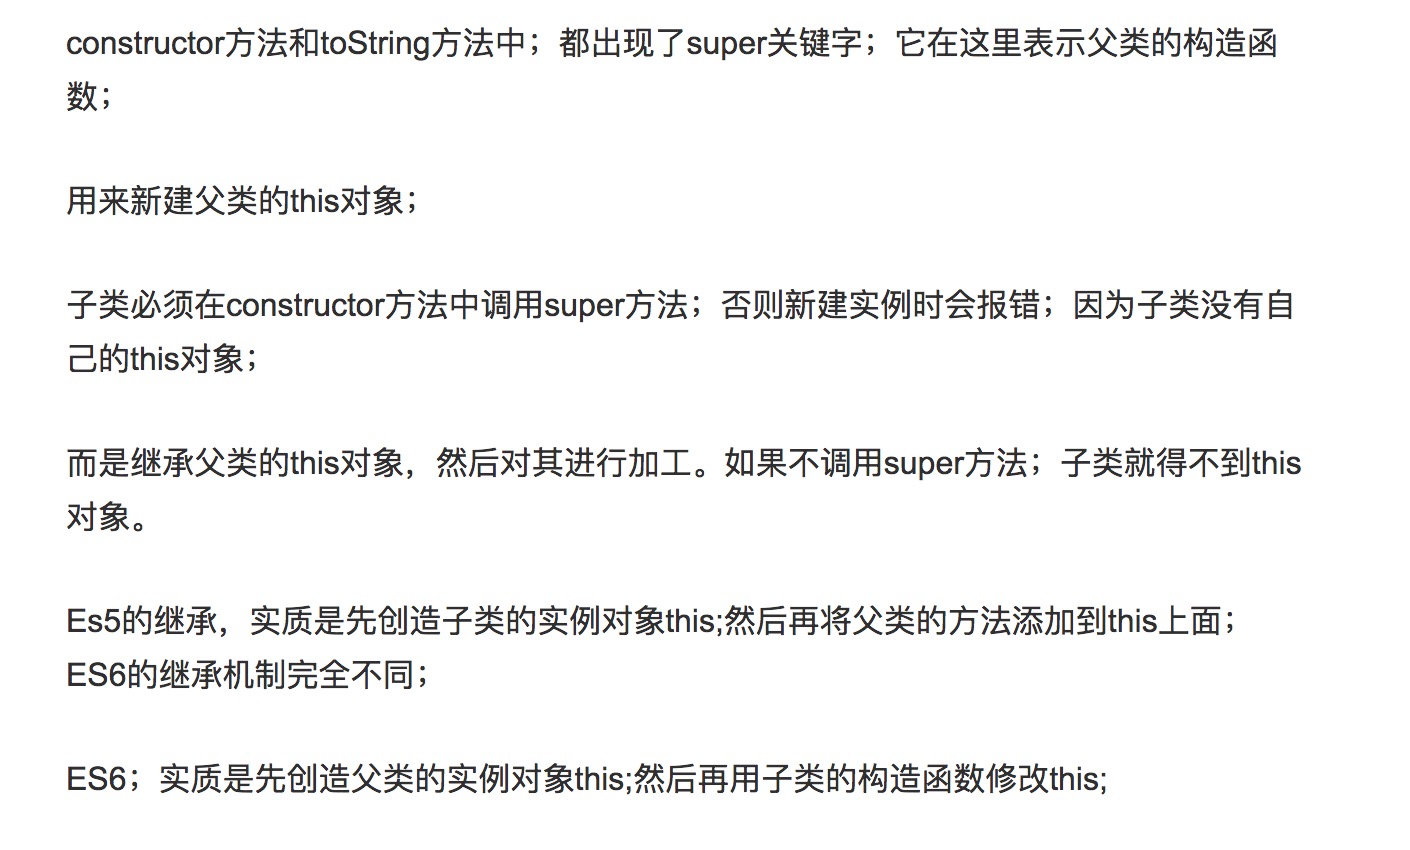 constructor方法和toString方法中；都出现了super关键字；它在这里表示父类的构造函
数；
用来新建父类的this对象；
子类必须在constructor方法中调用super方法；否则新建实例时会报错；因为子类没有自
己的this对象；
而是继承父类的this对象，然后对其进行加工。如果不调用super方法；子类就得不到this
对象。
Es5的继承，实质是先创造子类的实例对象this;然后再将父类的方法添加到this上面；
ES6的继承机制完全不同；
ES6；实质是先创造父类的实例对象this;然后再用子类的构造函数修改this;